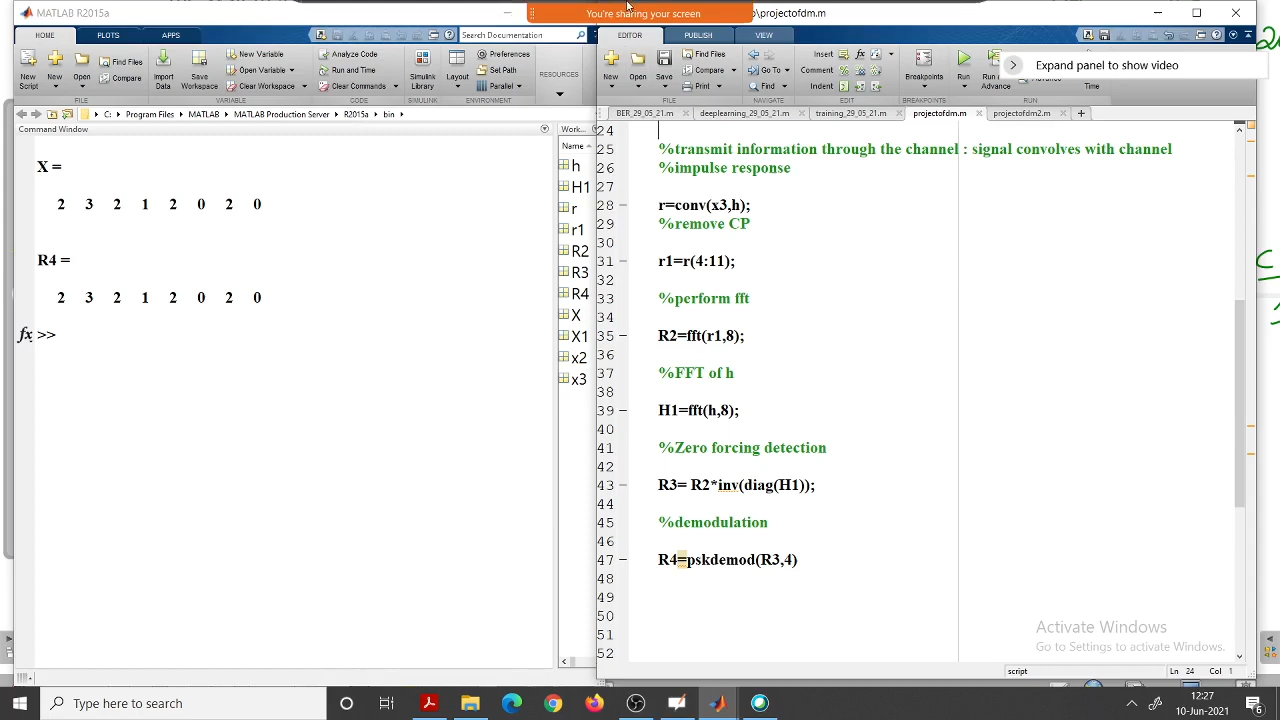 MATLAB R2015a
You're sharing your screen
o\projectofdm.m
HOME PLOTS APPS
Search Documentation
EDITOR PUBLISH VIEW
New Script
New
Open
Find Files
Compare
Import Data
Save Workspace
New Variable
Open Variable
Clear Workspace
Analyze Code
Run and Time
Clear Commands
Simulink Library
Layout
Preferences
Set Path
Parallel
RESOURCES
FILE VARIABLE CODE SIMULINK ENVIRONMENT
New
Open
Save
Find Files
Compare
Print
Go To
Find
Insert
Comment
Indent
Breakpoints
Run
Run Advance
Time
FILE NAVIGATE EDIT BREAKPOINTS RUN
Expand panel to show video
C: Program Files MATLAB MATLAB Production Server R2015a bin
BER_29_05_21.m deeplearning_29_05_21.m training_29_05_21.m projectofdm.m projectofdm2.m
Command Window
X =
2 3 2 1 2 0 2 0
R4 =
2 3 2 1 2 0 2 0
fx >>
Work...
Name
h
H1
r
r1
R2
R3
R4
X
X1
x2
x3
24
25 %transmit information through the channel : signal convolves with channel
26 %impulse response
27
28 r=conv(x3,h);
29 %remove CP
30
31 r1=r(4:11);
32
33 %perform fft
34
35 R2=fft(r1,8);
36
37 %FFT of h
38
39 H1=fft(h,8);
40
41 %Zero forcing detection
42
43 R3= R2*inv(diag(H1));
44
45 %demodulation
46
47 R4=pskdemod(R3,4)
48
49
50
51
52
Activate Windows
Go to Settings to activate Windows.
script Ln 24 Col 1
Type here to search
12:27
10-Jun-2021
6